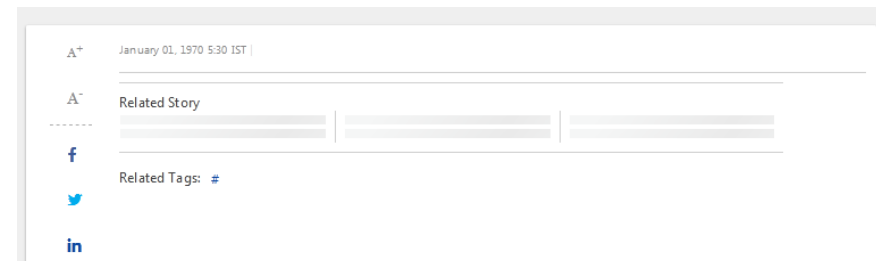 A+
January 01, 1970 5:30 IST |
A-
Related Story
Related Tags: #
f
in